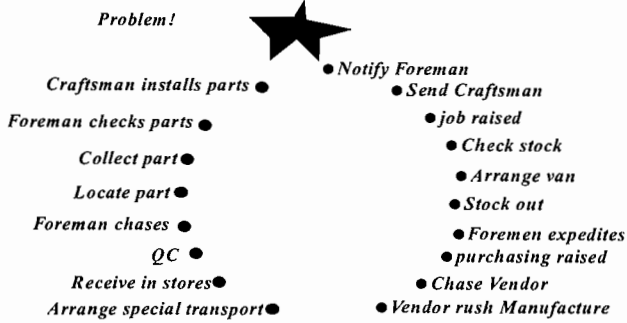 Problem!
Notify Foreman
Send Craftsman
job raised
Check stock
Arrange van
Stock out
Foremen expedites
purchasing raised
Chase Vendor
Vendor rush Manufacture
Arrange special transport
Receive in stores
QC
Foreman chases
Locate part
Collect part
Foreman checks parts
Craftsman installs parts